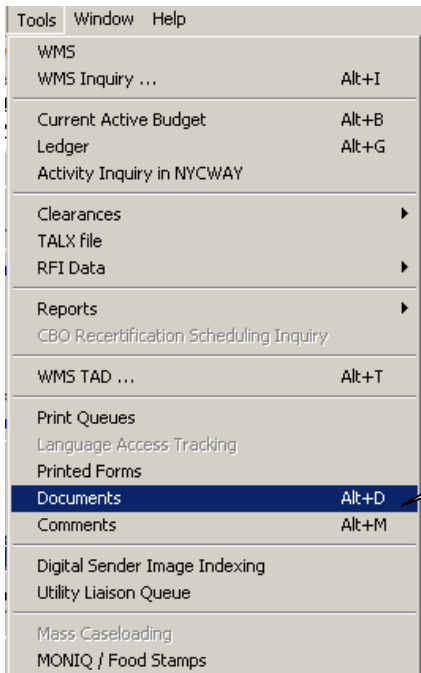 Tools Window Help
WMS
WMS Inquiry ... Alt+I
Current Active Budget Alt+B
Ledger Alt+G
Activity Inquiry in NYCWAY
Clearances
TALX file
RFI Data
Reports
CBO Recertification Scheduling Inquiry
WMS TAD ... Alt+T
Print Queues
Language Access Tracking
Printed Forms
Documents Alt+D
Comments Alt+M
Digital Sender Image Indexing
Utility Liaison Queue
Mass Caseloading
MONIQ / Food Stamps